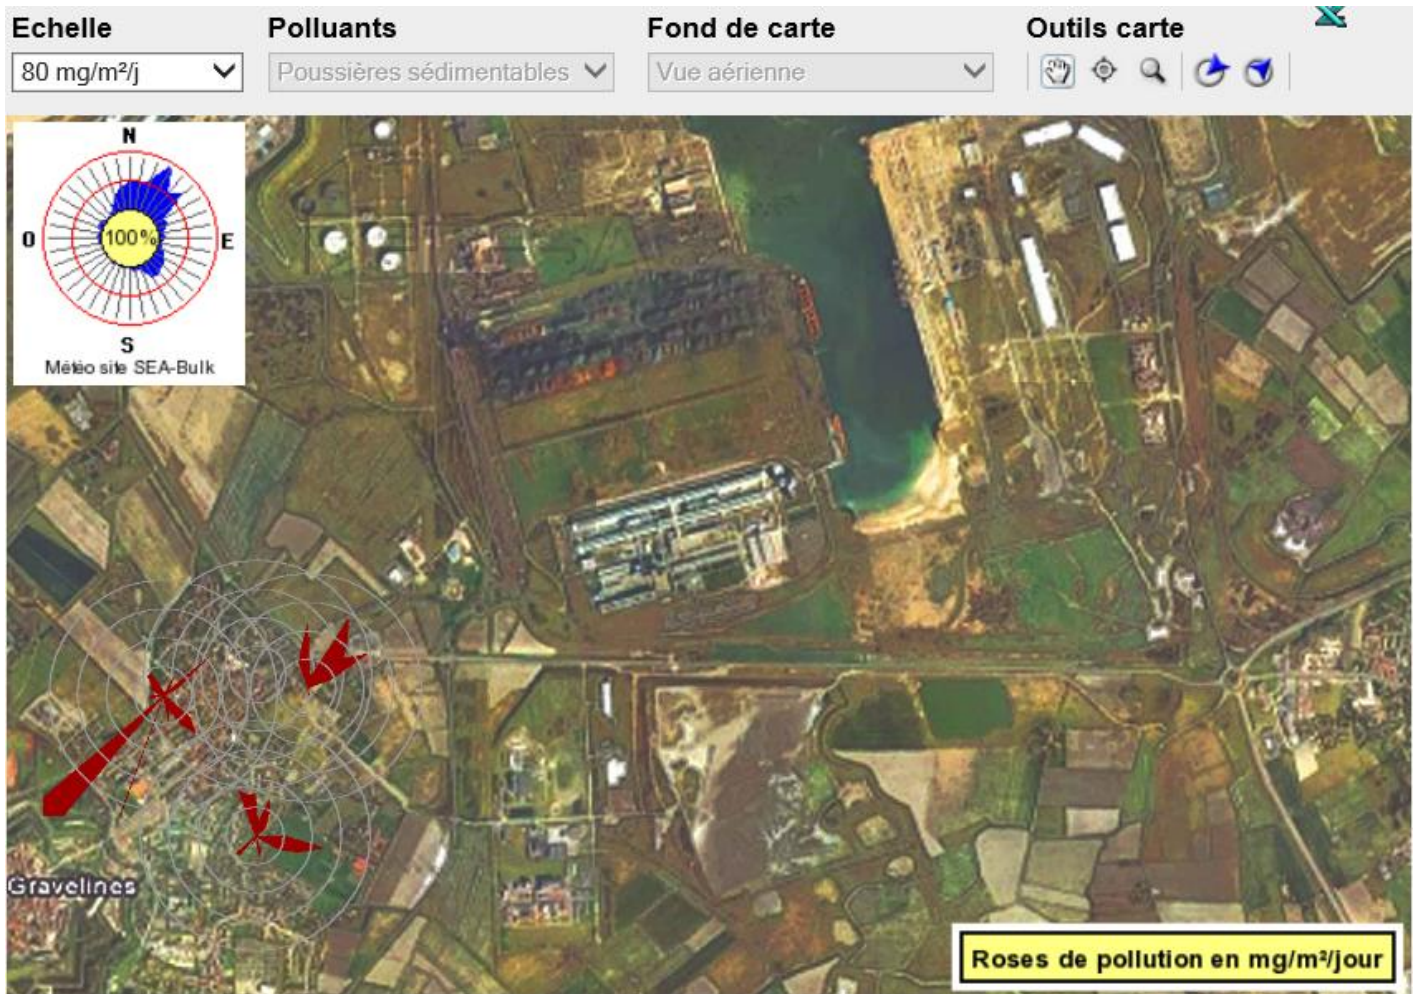 Echelle
Polluants
Fond de carte
Outils carte
80 mg/m²/j
Poussières sédimentables
Vue aérienne
N
O
100%
E
S
Météo site SEA-Bulk
Gravelines
Roses de pollution en mg/m²/jour